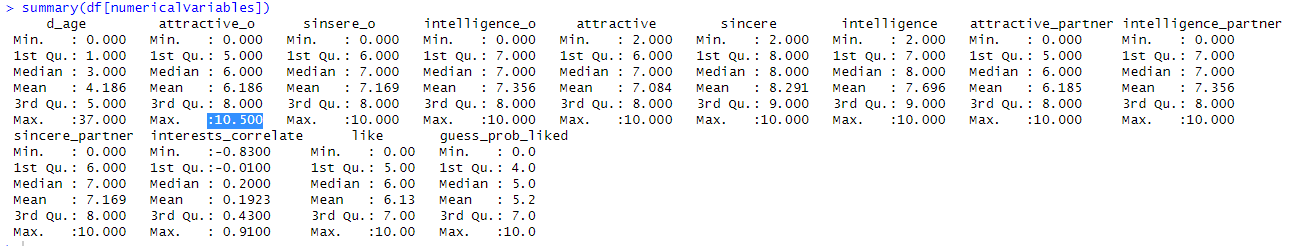 > summary(df[numericalVariables])
     d_age         attractive_o      sinsere_o      intelligence_o     attractive        sincere        intelligence    attractive_partner intelligence_partner
 Min.   : 0.000   Min.   : 0.000   Min.   : 0.000   Min.   : 0.000   Min.   : 2.000   Min.   : 2.000   Min.   : 2.000   Min.   : 0.000   Min.   : 0.000
 1st Qu.: 1.000   1st Qu.: 5.000   1st Qu.: 6.000   1st Qu.: 7.000   1st Qu.: 6.000   1st Qu.: 8.000   1st Qu.: 7.000   1st Qu.: 5.000   1st Qu.: 7.000
 Median : 3.000   Median : 6.000   Median : 7.000   Median : 7.000   Median : 7.000   Median : 8.000   Median : 8.000   Median : 6.000   Median : 7.000
 Mean   : 4.186   Mean   : 6.186   Mean   : 7.169   Mean   : 7.356   Mean   : 7.084   Mean   : 8.291   Mean   : 7.696   Mean   : 6.185   Mean   : 7.356
 3rd Qu.: 5.000   3rd Qu.: 8.000   3rd Qu.: 8.000   3rd Qu.: 8.000   3rd Qu.: 8.000   3rd Qu.: 9.000   3rd Qu.: 9.000   3rd Qu.: 8.000   3rd Qu.: 8.000
 Max.   :37.000   Max.   :10.500   Max.   :10.000   Max.   :10.000   Max.   :10.000   Max.   :10.000   Max.   :10.000   Max.   :10.000   Max.   :10.000
 sincere_partner  interests_correlate      like       guess_prob_liked
 Min.   : 0.000   Min.   :-0.8300     Min.   : 0.00   Min.   : 0.0
 1st Qu.: 6.000   1st Qu.:-0.0100     1st Qu.: 5.00   1st Qu.: 4.0
 Median : 7.000   Median : 0.2000     Median : 6.00   Median : 5.0
 Mean   : 7.169   Mean   : 0.1923     Mean   : 6.13   Mean   : 5.2
 3rd Qu.: 8.000   3rd Qu.: 0.4300     3rd Qu.: 7.00   3rd Qu.: 7.0
 Max.   :10.000   Max.   : 0.9100     Max.   :10.00   Max.   :10.0